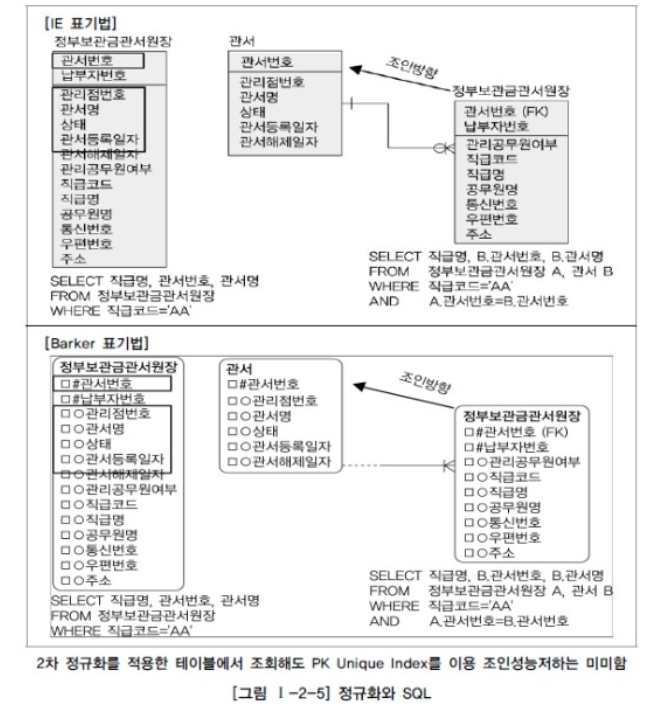 [IE 표기법]
정부보관금관서원장
관서번호
납부자번호
관리점번호
관서명
상태
관서등록일자
관서해제일자
관리공무원여부
직급코드
직급명
공무원명
통신번호
우편번호
주소
SELECT 직급명, 관서번호, 관서명
FROM 정부보관금관서원장
WHERE 직급코드='AA'
관서
관서번호
관리점번호
관서명
상태
관서등록일자
관서해제일자
조인방향
정부보관금관서원장
관서번호 (FK)
납부자번호
관리공무원여부
직급코드
직급명
공무원명
통신번호
우편번호
주소
SELECT 직급명, B.관서번호, B.관서명
FROM 정부보관금관서원장 A, 관서 B
WHERE 직급코드='AA'
AND A.관서번호=B.관서번호
[Barker 표기법]
정부보관금관서원장
□#관서번호
□#납부자번호
□○관리점번호
□○관서명
□○상태
□○관서등록일자
□○관서해제일자
□○관리공무원여부
□○직급코드
□○직급명
□○공무원명
□○통신번호
□○우편번호
□○주소
SELECT 직급명, 관서번호, 관서명
FROM 정부보관금관서원장
WHERE 직급코드='AA'
관서
□#관서번호
□○관리점번호
□○관서명
□○상태
□○관서등록일자
□○관서해제일자
조인방향
정부보관금관서원장
□#관서번호 (FK)
□#납부자번호
□○관리공무원여부
□○직급코드
□○직급명
□○공무원명
□○통신번호
□○우편번호
□○주소
SELECT 직급명, B.관서번호, B.관서명
FROM 정부보관금관서원장 A, 관서 B
WHERE 직급코드='AA'
AND A.관서번호=B.관서번호
2차 정규화를 적용한 테이블에서 조회해도 PK Unique Index를 이용 조인성능저하는 미미함
[그림 Ⅰ-2-5] 정규화와 SQL